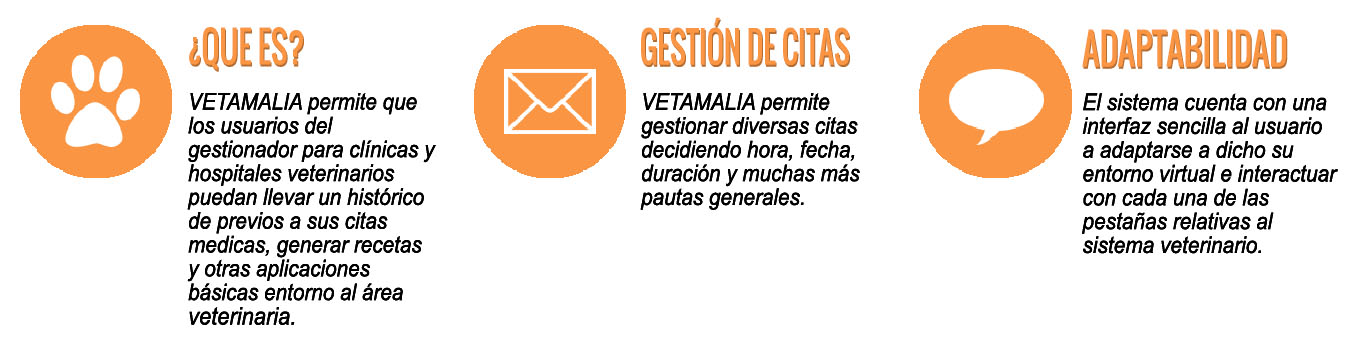 ¿QUE ES?
VETAMALIA permite que
los usuarios del
gestionador para clínicas y
hospitales veterinarios
puedan llevar un histórico
de previos a sus citas
medicas, generar recetas
y otras aplicaciones
básicas entorno al área
veterinaria.
GESTIÓN DE CITAS
VETAMALIA permite
gestionar diversas citas
decidiendo hora, fecha,
duración y muchas más
pautas generales.
ADAPTABILIDAD
El sistema cuenta con una
interfaz sencilla al usuario
a adaptarse a dicho su
entorno virtual e interactuar
con cada una de las
pestañas relativas al
sistema veterinario.